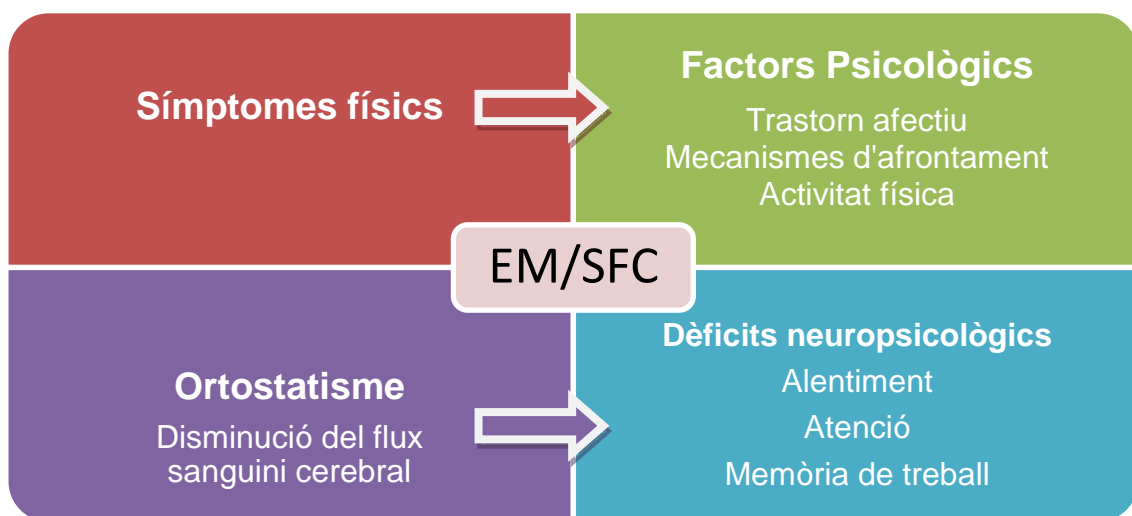 Símptomes físics
Factors Psicològics
Trastorn afectiu
Mecanismes d'afrontament
Activitat física
EM/SFC
Ortostatisme
Disminució del flux
sanguini cerebral
Dèficits neuropsicològics
Alentiment
Atenció
Memòria de treball